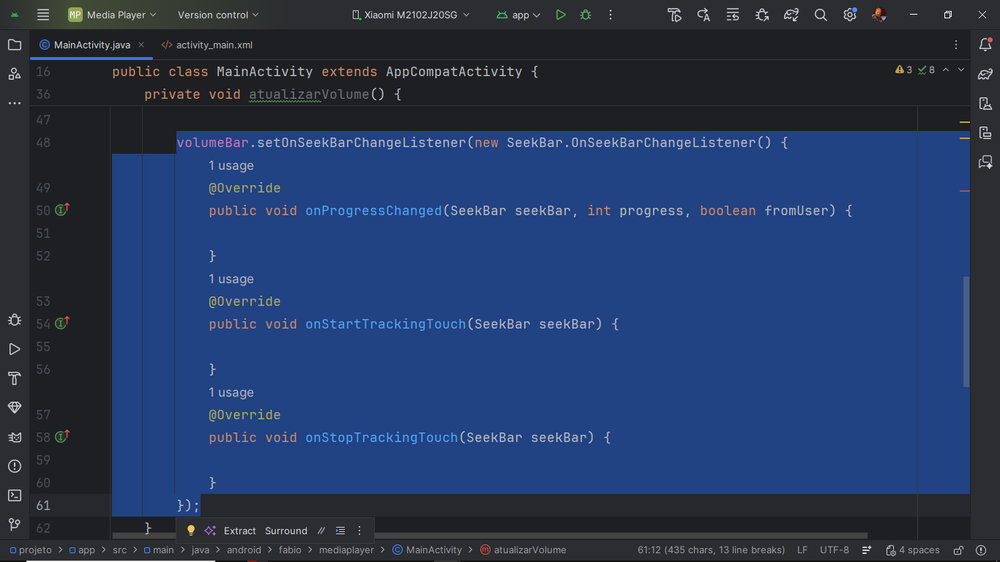 MP Media Player Version control Xiaomi M2102J20SG app
MainActivity.java activity_main.xml
16 public class MainActivity extends AppCompatActivity { 3 8
36 private void atualizarVolume() {
47
48 volumeBar.setOnSeekBarChangeListener(new SeekBar.OnSeekBarChangeListener() {
1 usage
49 @Override
50 public void onProgressChanged(SeekBar seekBar, int progress, boolean fromUser) {
51
52 }
1 usage
53 @Override
54 public void onStartTrackingTouch(SeekBar seekBar) {
55
56 }
1 usage
57 @Override
58 public void onStopTrackingTouch(SeekBar seekBar) {
59
60 }
61 });
62 }
Extract Surround
projeto > app > src > main > java > android > fabio > mediaplayer > MainActivity > atualizarVolume 61:12 (435 chars, 13 line breaks) LF UTF-8 4 spaces